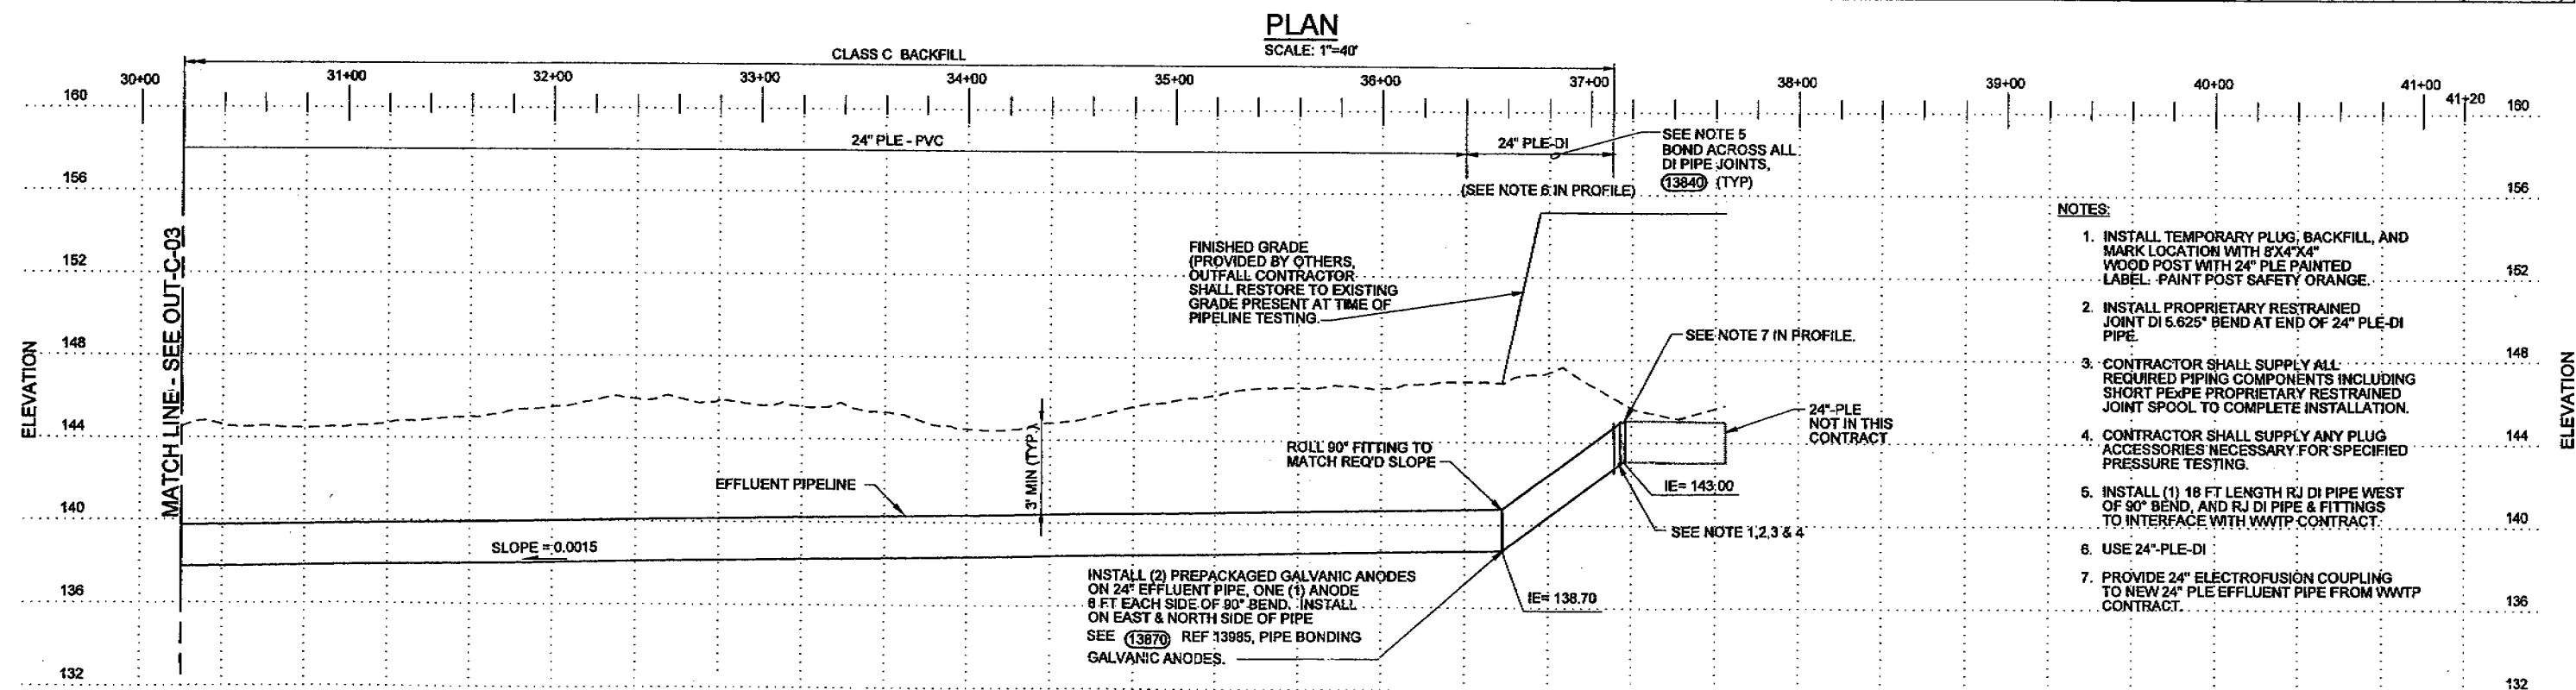 PLAN
SCALE: 1"=40'
CLASS C BACKFILL
30+00
31+00
32+00
33+00
34+00
35+00
36+00
37+00
38+00
39+00
40+00
41+00
41+20
160
160
24" PLE - PVC
24" PLE-DI
SEE NOTE 5
BOND ACROSS ALL
DI PIPE JOINTS,
13840 (TYP)
156
(SEE NOTE 6 IN PROFILE)
156
MATCH LINE - SEE OUT-C-03
FINISHED GRADE
(PROVIDED BY OTHERS,
OUTFALL CONTRACTOR
SHALL RESTORE TO EXISTING
GRADE PRESENT AT TIME OF
PIPELINE TESTING.
152
152
148
SEE NOTE 7 IN PROFILE.
148
ELEVATION
ELEVATION
144
3' MIN (TYP.)
ROLL 90° FITTING TO
MATCH REQ'D SLOPE
24"-PLE
NOT IN THIS
CONTRACT
144
EFFLUENT PIPELINE
IE= 143.00
140
SEE NOTE 1,2,3 & 4
140
SLOPE = 0.0015
INSTALL (2) PREPACKAGED GALVANIC ANODES
ON 24" EFFLUENT PIPE, ONE (1) ANODE
6 FT EACH SIDE OF 90° BEND. INSTALL
ON EAST & NORTH SIDE OF PIPE
SEE 13870 REF 13985, PIPE BONDING
GALVANIC ANODES.
IE= 138.70
136
136
132
132
NOTES:
1. INSTALL TEMPORARY PLUG, BACKFILL, AND
MARK LOCATION WITH 8'X4"X4"
WOOD POST WITH 24" PLE PAINTED
LABEL. PAINT POST SAFETY ORANGE.
2. INSTALL PROPRIETARY RESTRAINED
JOINT DI 5.625° BEND AT END OF 24" PLE-DI
PIPE.
3. CONTRACTOR SHALL SUPPLY ALL
REQUIRED PIPING COMPONENTS INCLUDING
SHORT PExPE PROPRIETARY RESTRAINED
JOINT SPOOL TO COMPLETE INSTALLATION.
4. CONTRACTOR SHALL SUPPLY ANY PLUG
ACCESSORIES NECESSARY FOR SPECIFIED
PRESSURE TESTING.
5. INSTALL (1) 18 FT LENGTH RJ DI PIPE WEST
OF 90° BEND, AND RJ DI PIPE & FITTINGS
TO INTERFACE WITH WWTP CONTRACT.
6. USE 24"-PLE-DI
7. PROVIDE 24" ELECTROFUSION COUPLING
TO NEW 24" PLE EFFLUENT PIPE FROM WWTP
CONTRACT.